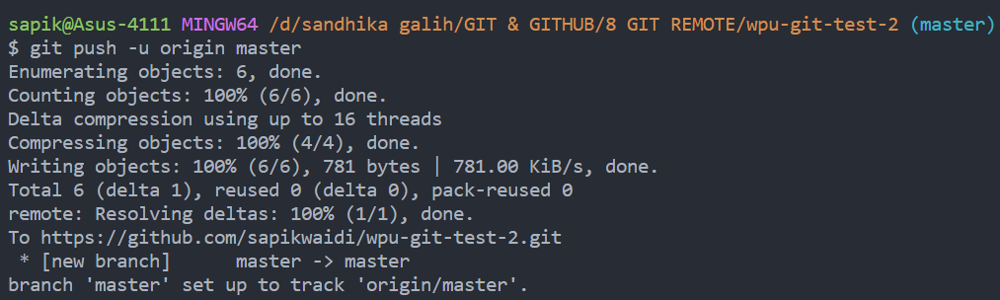 sapik@Asus-4111 MINGW64 /d/sandhika galih/GIT & GITHUB/8 GIT REMOTE/wpu-git-test-2 (master)
$ git push -u origin master
Enumerating objects: 6, done.
Counting objects: 100% (6/6), done.
Delta compression using up to 16 threads
Compressing objects: 100% (4/4), done.
Writing objects: 100% (6/6), 781 bytes | 781.00 KiB/s, done.
Total 6 (delta 1), reused 0 (delta 0), pack-reused 0
remote: Resolving deltas: 100% (1/1), done.
To https://github.com/sapikwaidi/wpu-git-test-2.git
 * [new branch]      master -> master
branch 'master' set up to track 'origin/master'.